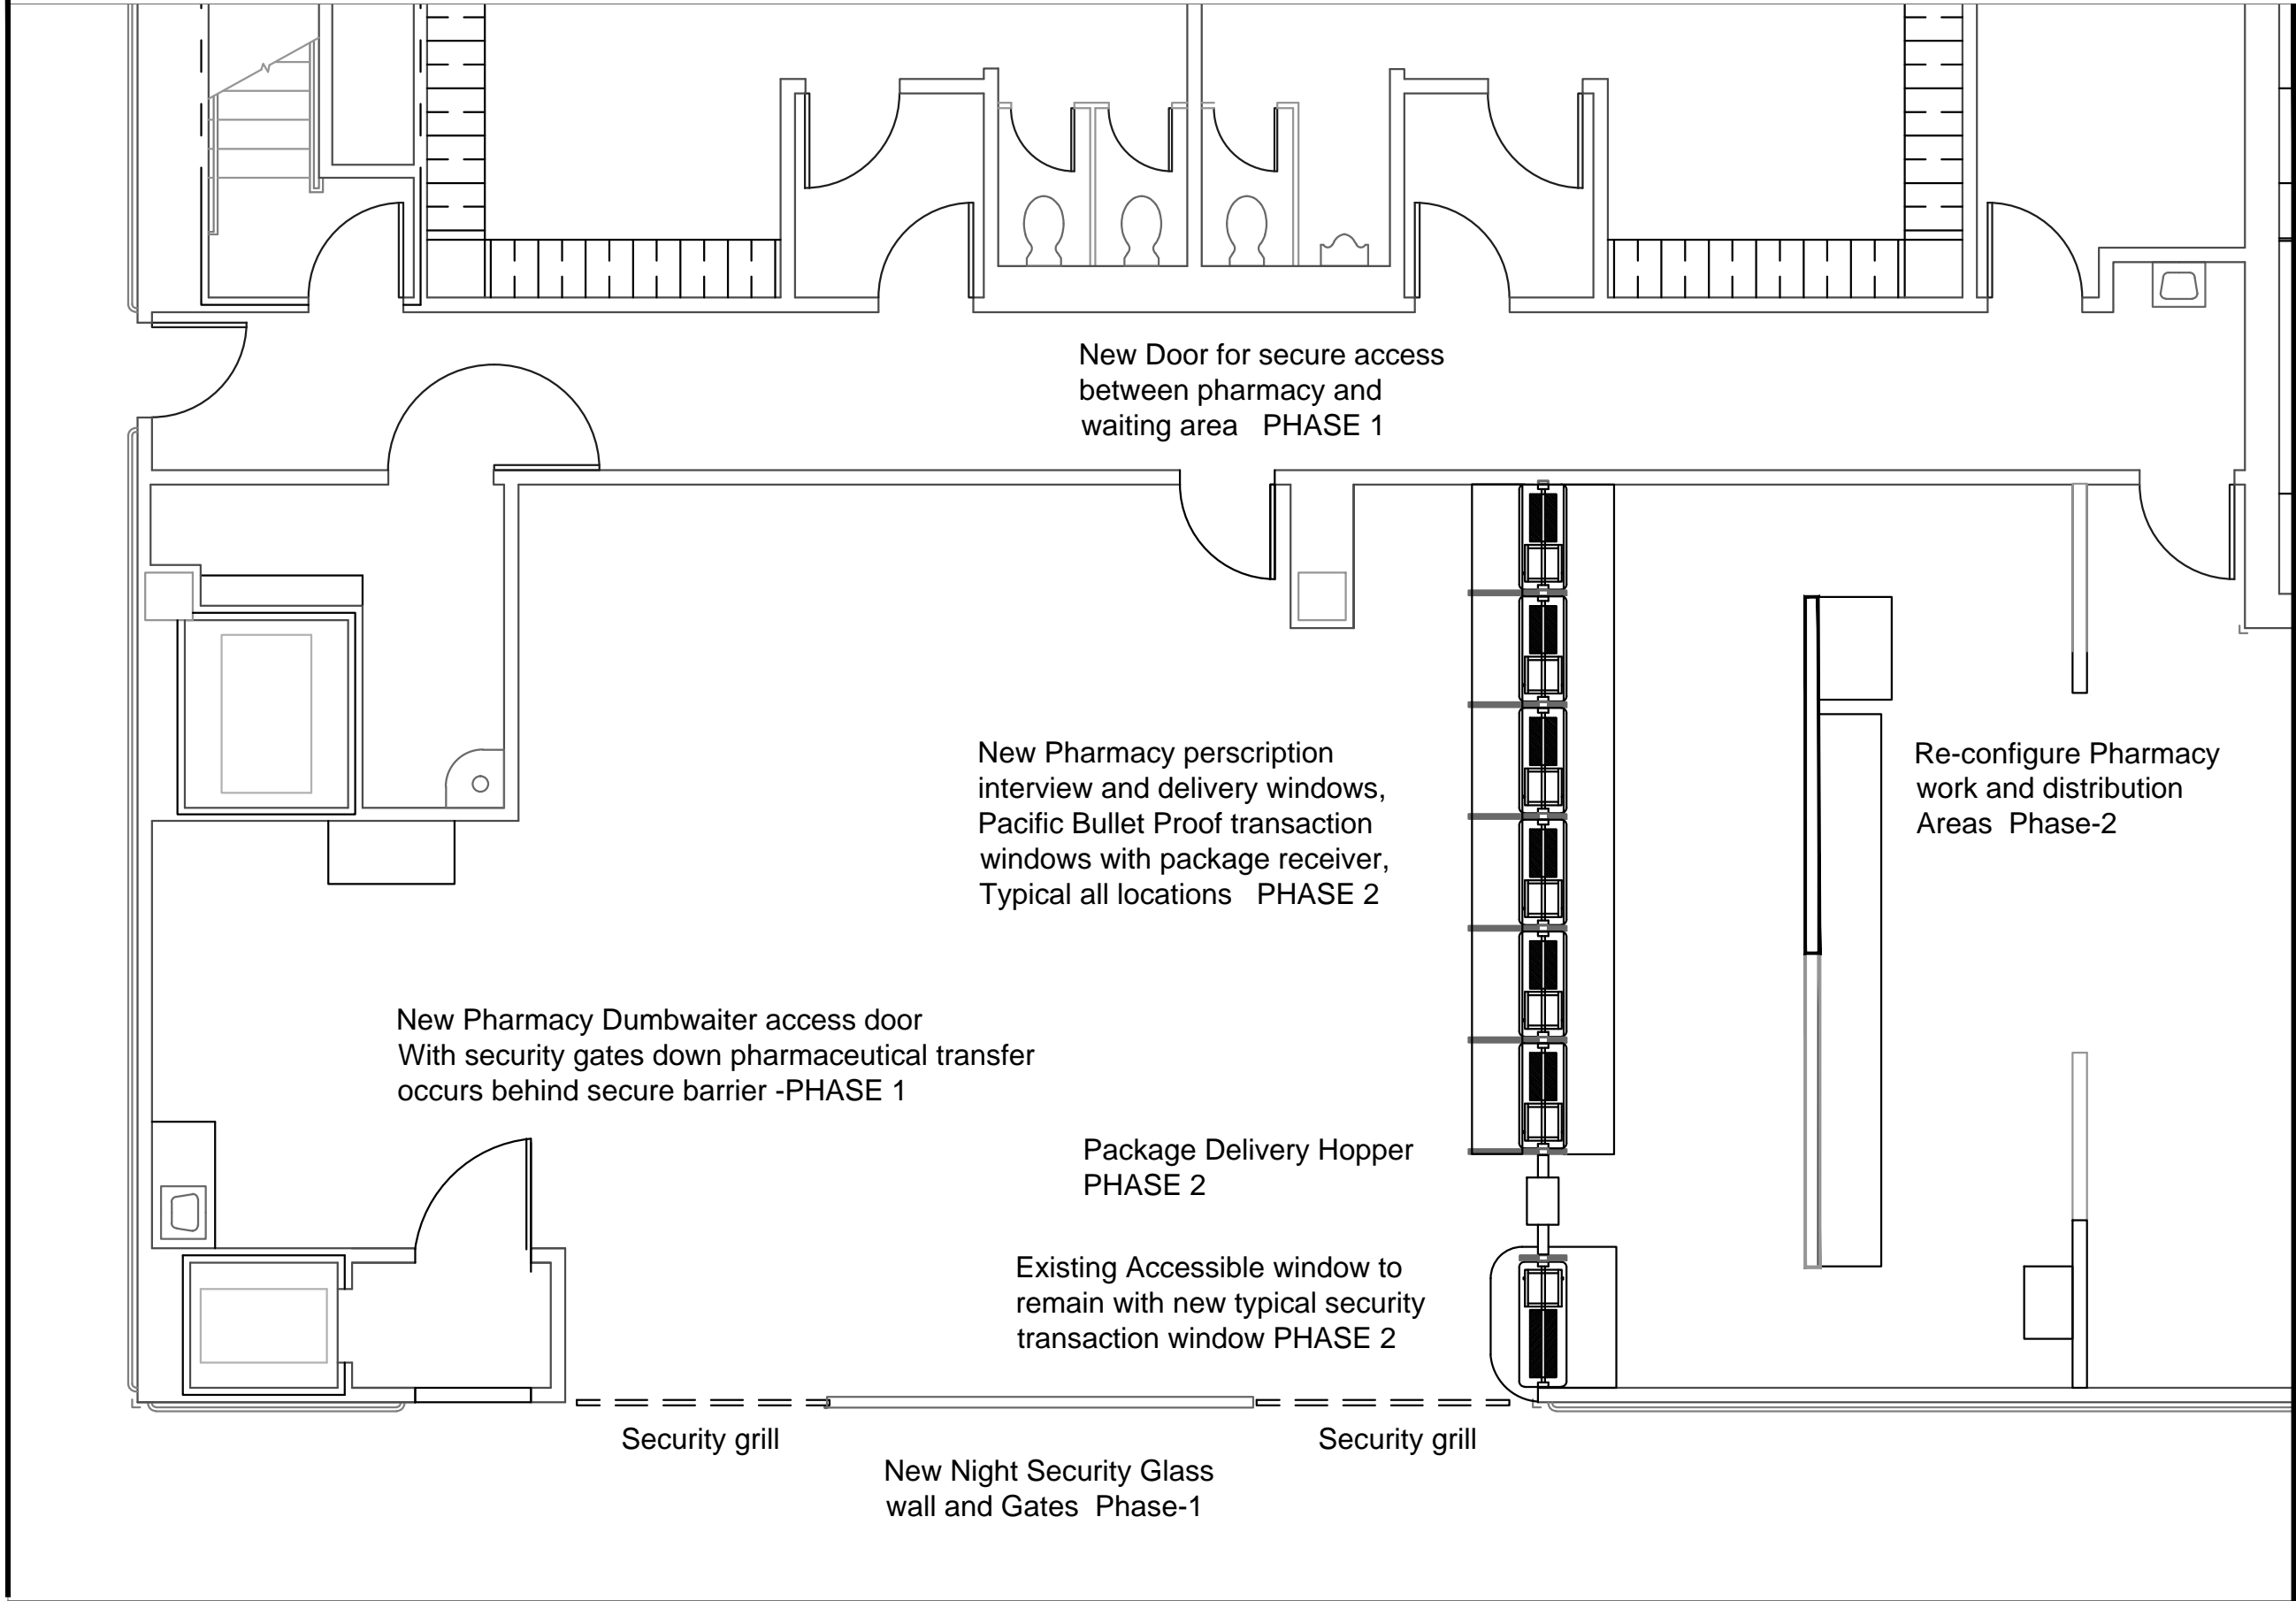 New Door for secure access
between pharmacy and
waiting area PHASE 1
New Pharmacy perscription
interview and delivery windows,
Pacific Bullet Proof transaction
windows with package receiver,
Typical all locations PHASE 2
Re-configure Pharmacy
work and distribution
Areas Phase-2
New Pharmacy Dumbwaiter access door
With security gates down pharmaceutical transfer
occurs behind secure barrier -PHASE 1
Package Delivery Hopper
PHASE 2
Existing Accessible window to
remain with new typical security
transaction window PHASE 2
Security grill
Security grill
New Night Security Glass
wall and Gates Phase-1